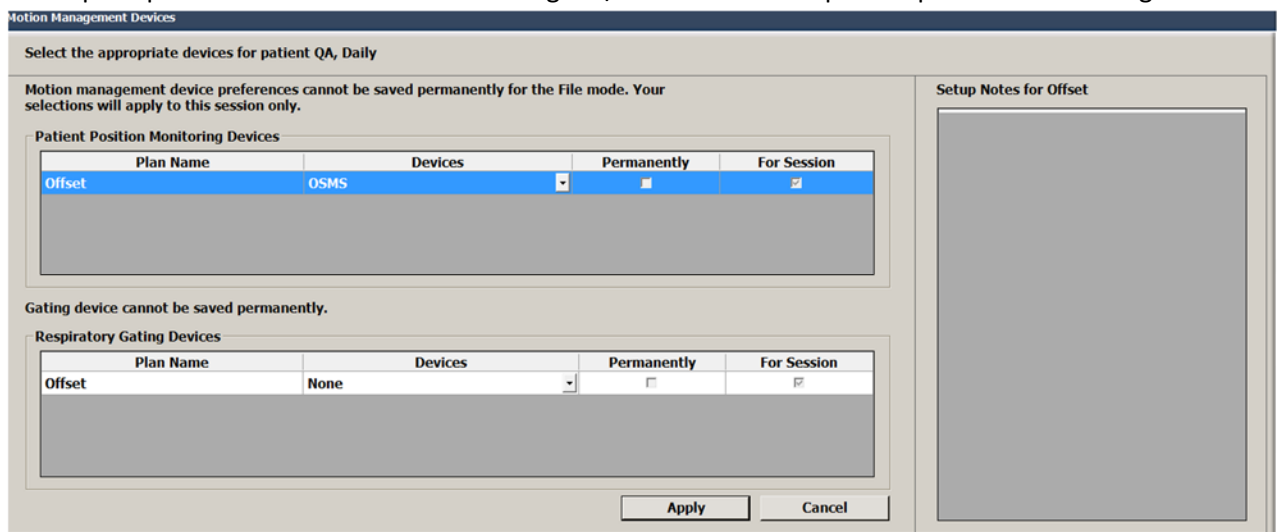 Motion Management Devices
Select the appropriate devices for patient QA, Daily
Motion management device preferences cannot be saved permanently for the File mode. Your
selections will apply to this session only.
Setup Notes for Offset
Patient Position Monitoring Devices
Plan Name Devices Permanently For Session
Offset OSMS
Gating device cannot be saved permanently.
Respiratory Gating Devices
Plan Name Devices Permanently For Session
Offset None
Apply Cancel